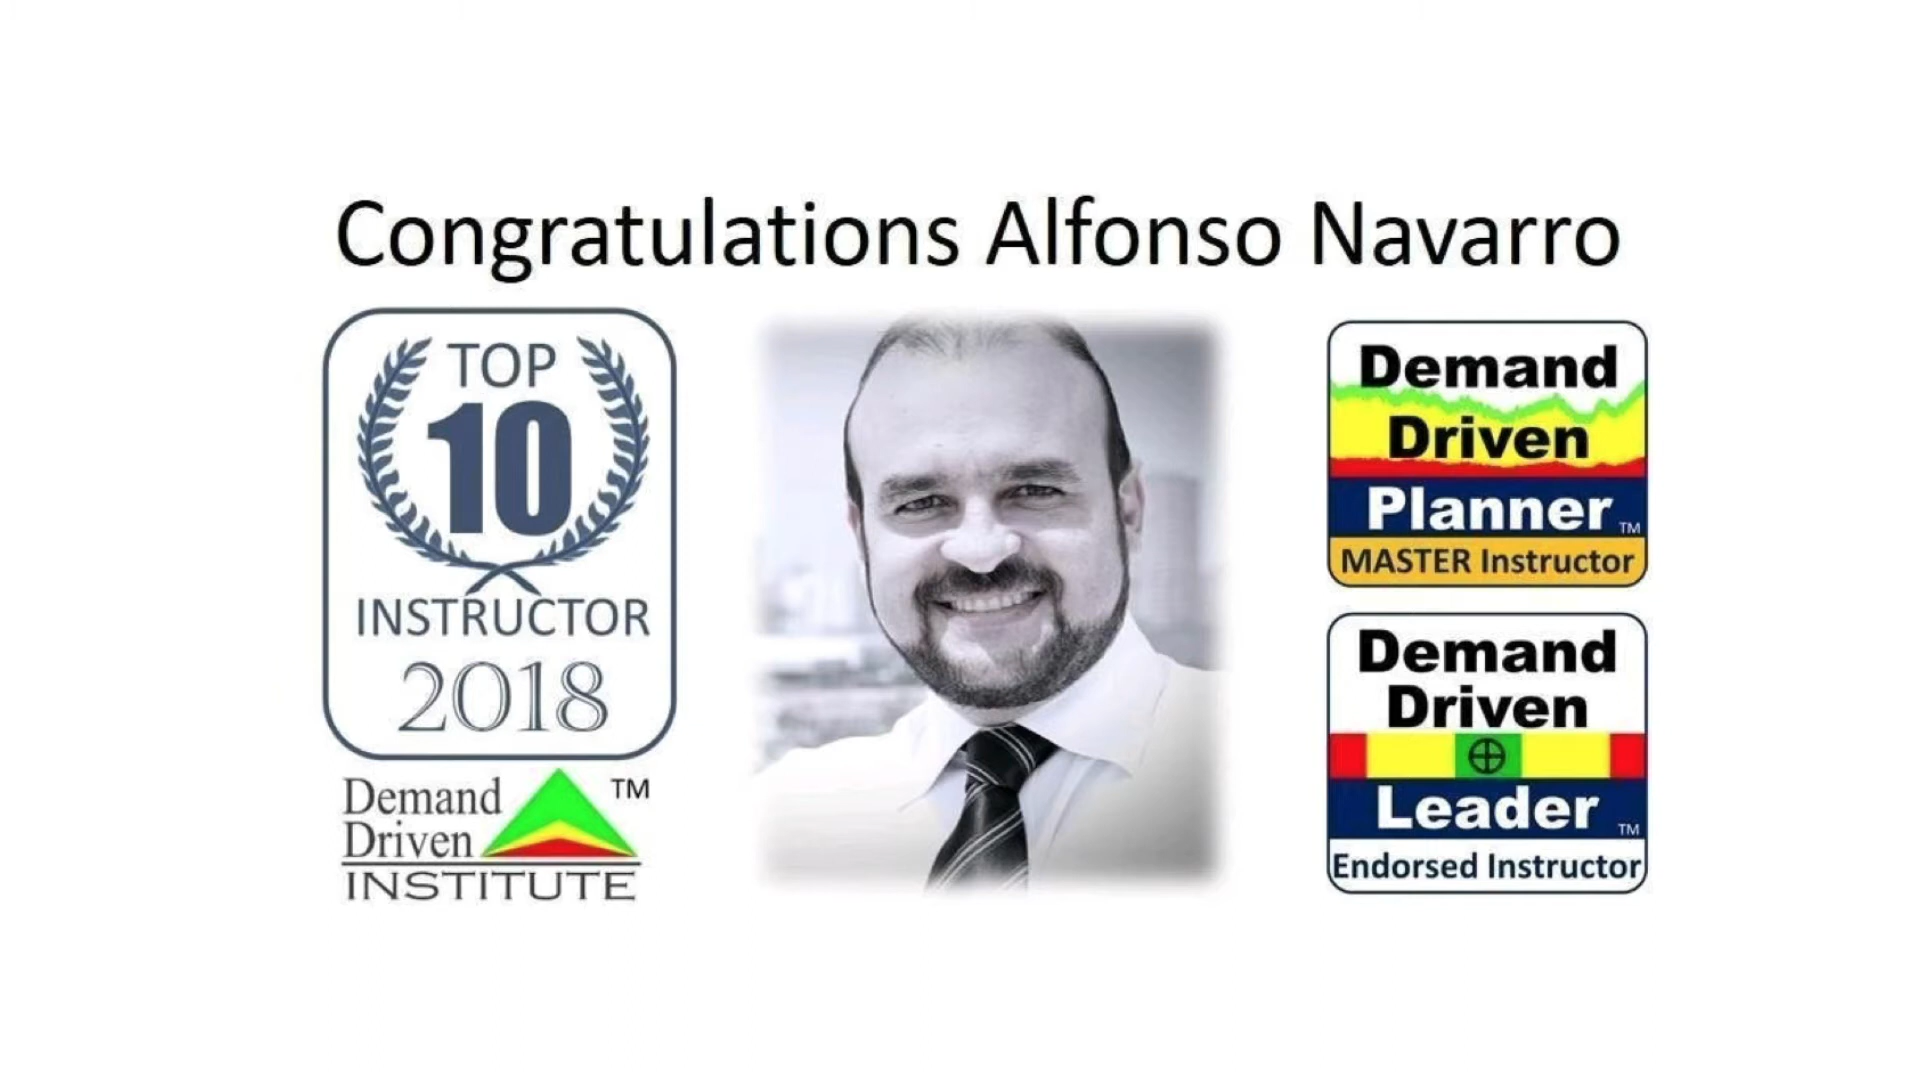 Congratulations Alfonso Navarro
TOP
10
INSTRUCTOR
2018
Demand
Driven
INSTITUTE
TM
Demand
Driven
Planner TM
MASTER Instructor
Demand
Driven
Leader TM
Endorsed Instructor